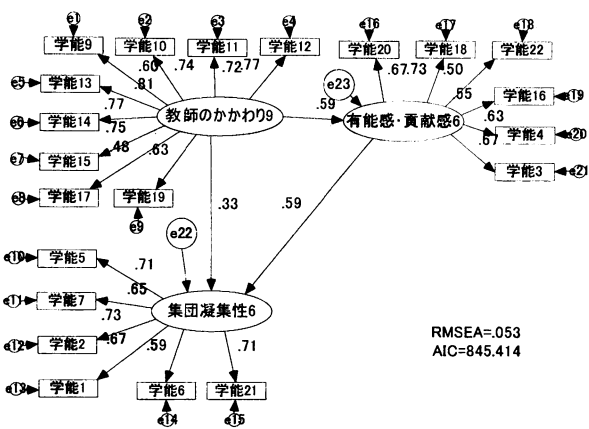 e1 e2 e3 e4 e16 e17 e18
学能9 学能10 学能11 学能12 学能20 学能18 学能22
.60 .74 .72 .77 .67 .73 .50
e5 学能13 .81 e23 .55 学能16 e19
.77
e6 学能14 教師のかかわり9 .59 有能感・貢献感6 .63 学能4 e20
.75 .67
e7 学能15 .48 .63 学能3 e21
e8 学能17 学能19
e9 .33 .59
e22
e10 学能5 .71
.65
e11 学能7 集団凝集性6
.73
e12 学能2 .67 RMSEA=.053
.59 .71 AIC=845.414
e13 学能1 学能6 学能21
e14 e15